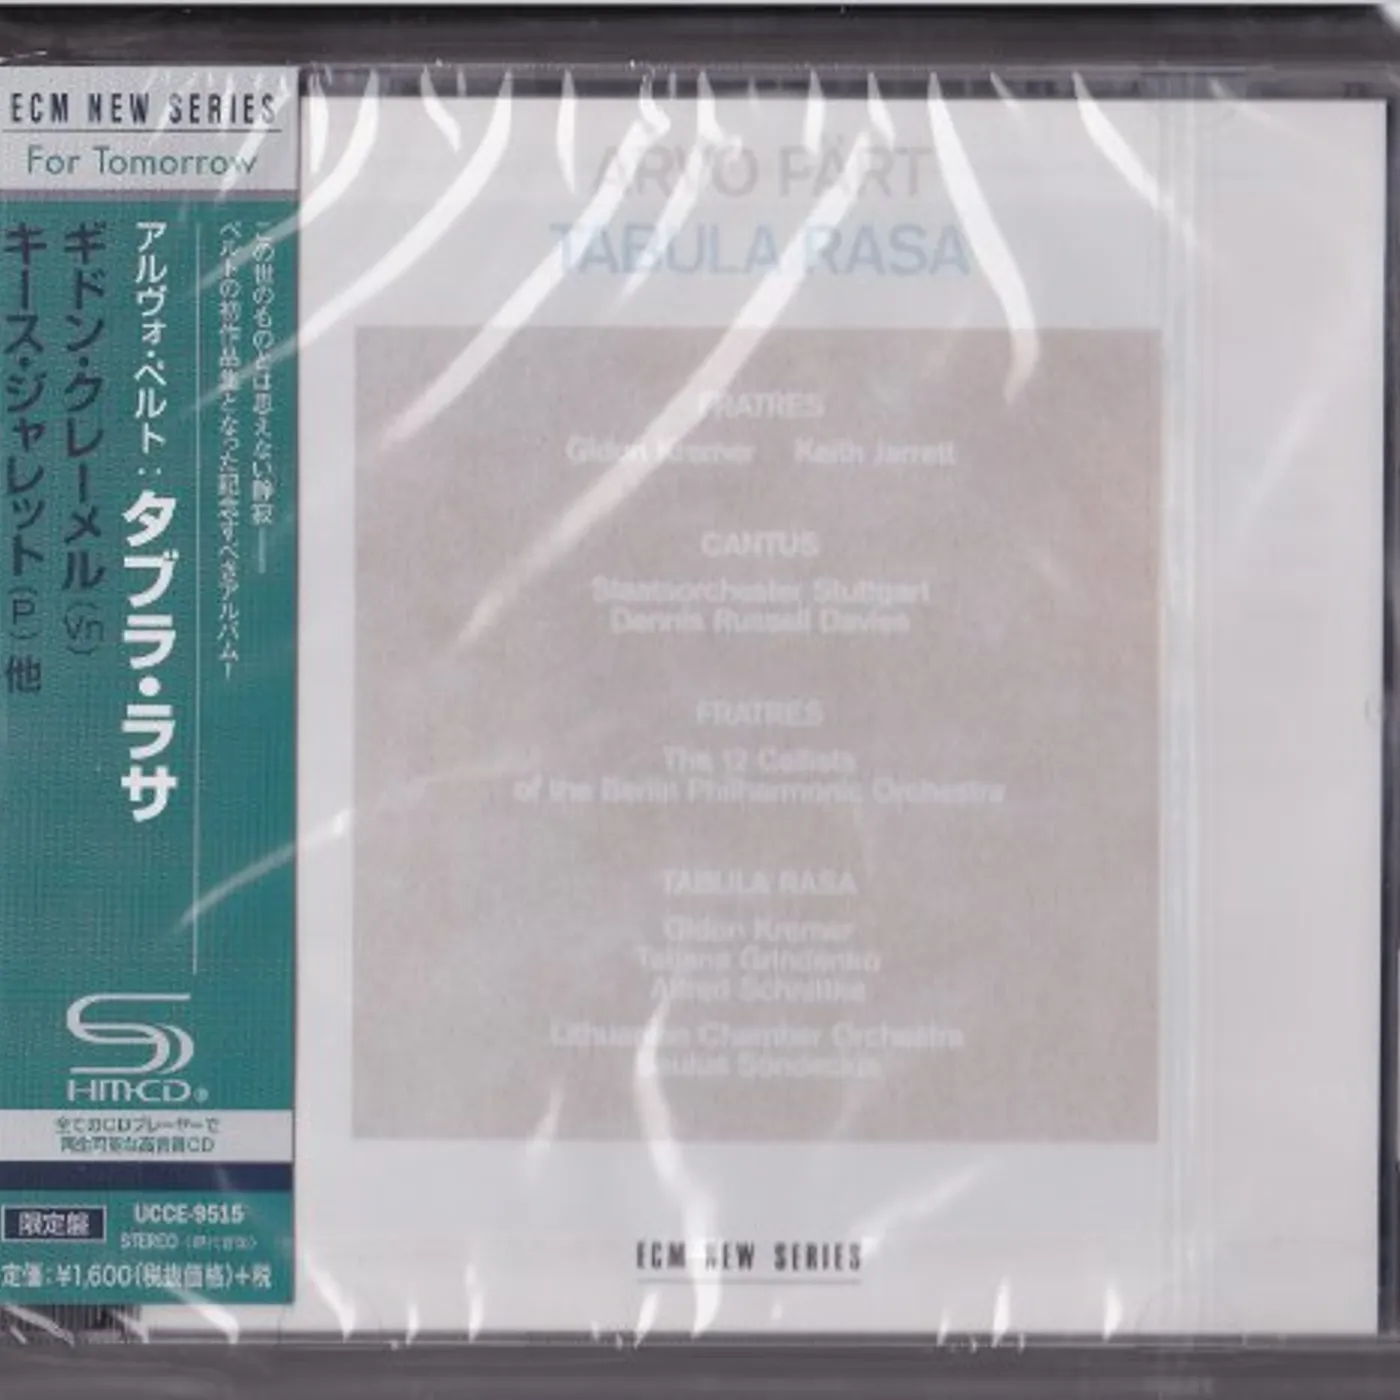 ECM NEW SERIES
For Tomorrow
この世のものとは思えない静寂――
ペルトの初作品集となった記念すべきアルバム!
アルヴォ・ペルト:タブラ・ラサ
ギドン・クレーメル(Vn)
キース・ジャレット(P)他
SHM-CD®
全てのCDプレーヤーで
再生可能な高音質CD
限定盤
UCCE-9515
STEREO〈現代音楽〉
定価:¥1,600(税抜価格)+税
ARVO PÄRT
TABULA RASA
FRATRES
Gidon Kremer Keith Jarrett
CANTUS
Staatsorchester Stuttgart
Dennis Russell Davies
FRATRES
The 12 Cellists
of the Berlin Philharmonic Orchestra
TABULA RASA
Gidon Kremer
Tatjana Grindenko
Alfred Schnittke
Lithuanian Chamber Orchestra
Saulus Sondeckis
ECM NEW SERIES